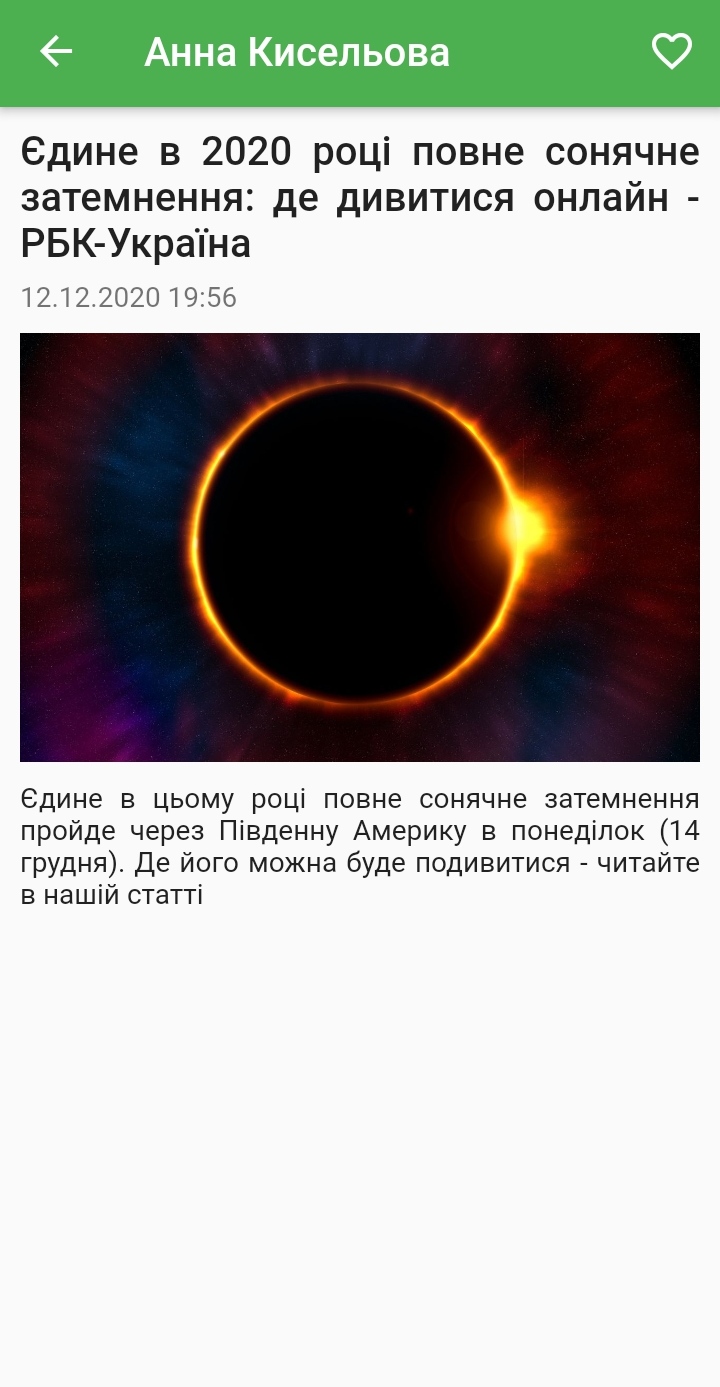 Анна Кисельова
Єдине в 2020 році повне сонячне
затемнення: де дивитися онлайн -
РБК-Україна
12.12.2020 19:56
Єдине в цьому році повне сонячне затемнення
пройде через Південну Америку в понеділок (14
грудня). Де його можна буде подивитися - читайте
в нашій статті